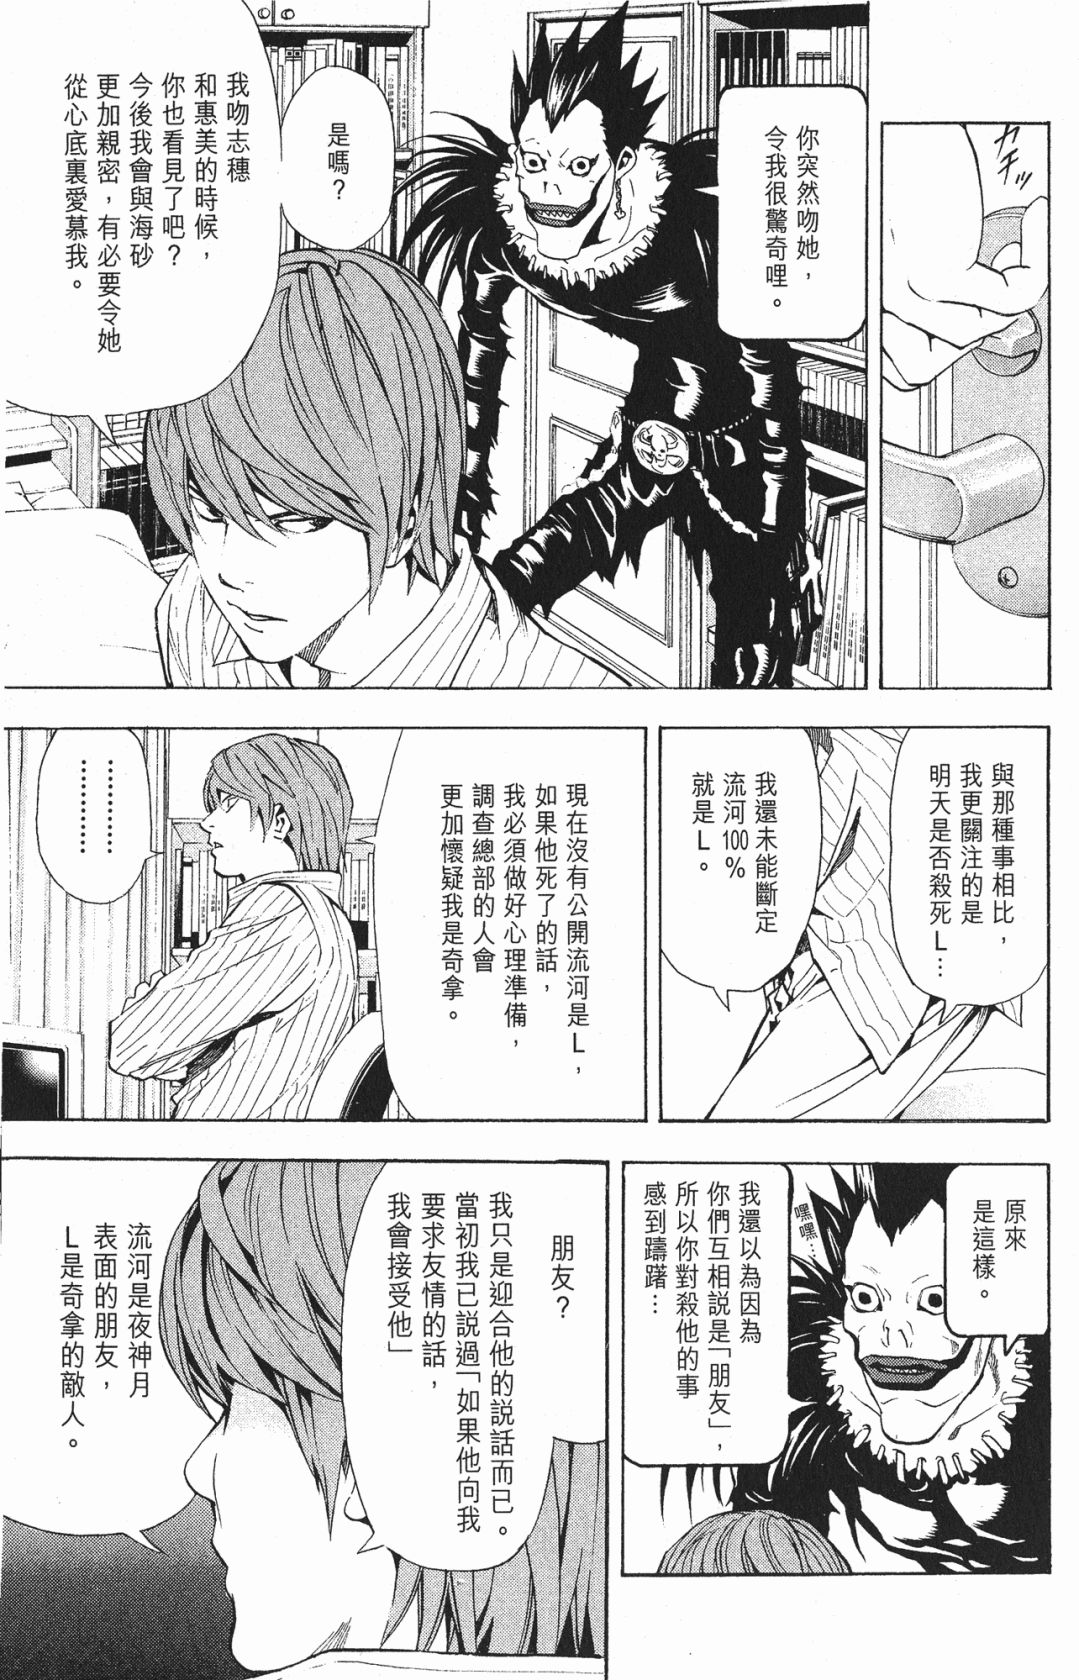 カチッ
你突然吻她，
令我很驚奇哩。
是嗎？
我吻志穗
和惠美的時候，
你也看見了吧？
今後我會與海砂
更加親密，有必要令她
從心底裏愛慕我。
與那種事相比，
我更關注的是
明天是否殺死L…
我還未能斷定
流河100%
就是L。
現在沒有公開流河是L，
如果他死了的話，
我必須做好心理準備，
調查總部的人會
更加懷疑我是奇拿。
…………
…………
原來
是這樣。
嘿嘿…
我還以為因為
你們互相說是「朋友」，
所以你對殺他的事
感到躊躇…
朋友？
我只是迎合他的說話而已。
當初我已說過「如果他向我
要求友情的話，
我會接受他」
流河是夜神月
表面的朋友，
L是奇拿的敵人。